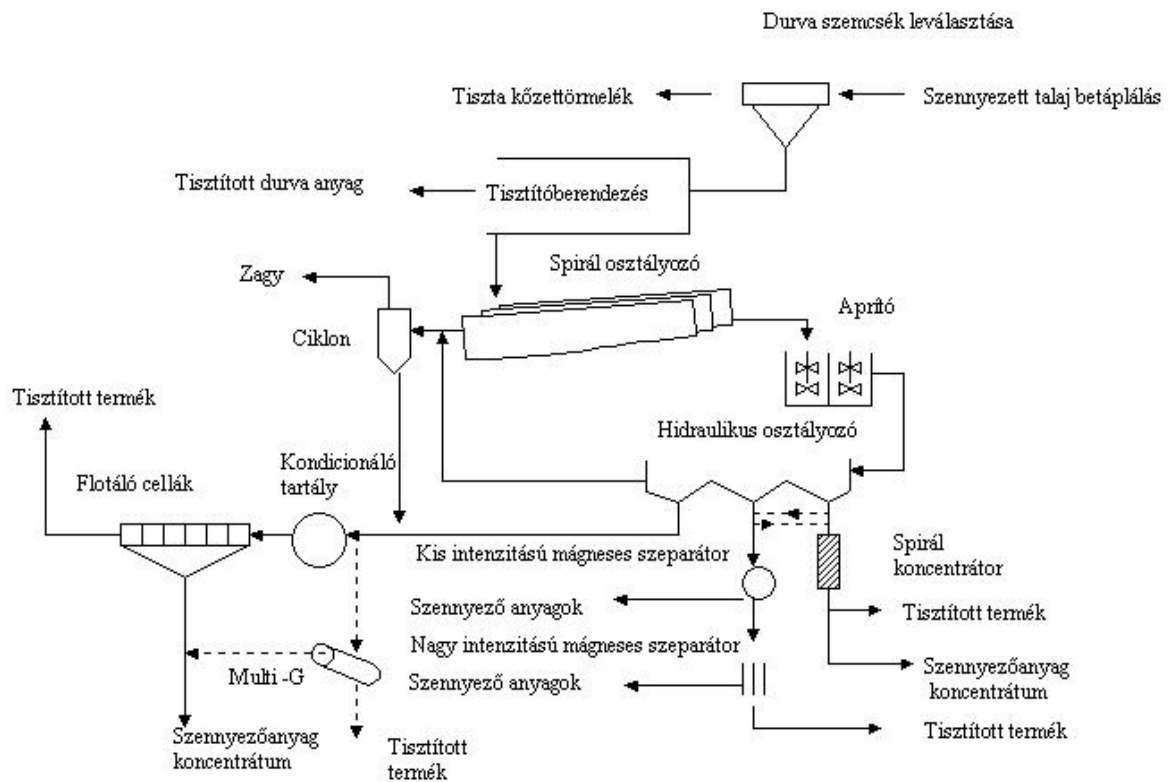 Durva szemcsék leválasztása
Tiszta kőzettörmelék
Szennyezett talaj betáplálás
Tisztított durva anyag
Tisztítóberendezés
Spirál osztályozó
Zagy
Aprító
Ciklon
Tisztított termék
Hidraulikus osztályozó
Kondicionáló
tartály
Flotáló cellák
Kis intenzitású mágneses szeparátor
Spirál
koncentrátor
Szennyező anyagok
Tisztított termék
Nagy intenzitású mágneses szeparátor
Multi -G
Szennyező anyagok
Szennyezőanyag
koncentrátum
Tisztított termék
Szennyezőanyag
koncentrátum
Tisztított
termék